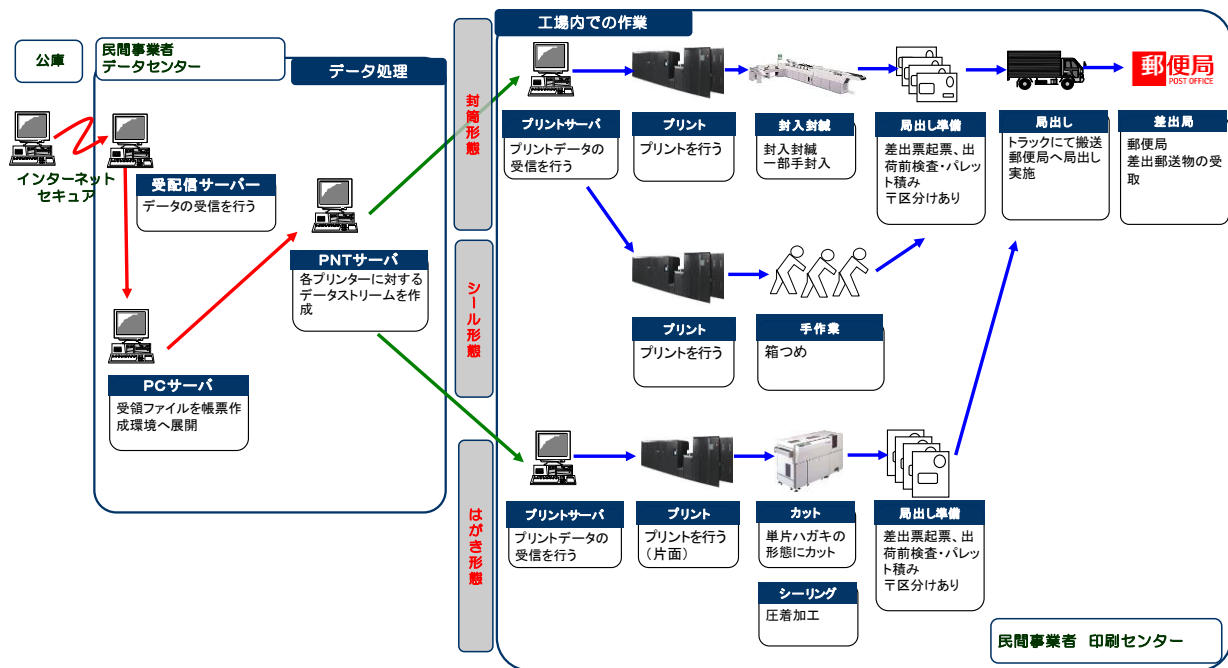 公庫
民間事業者
データセンター
データ処理
インターネット
セキュア
受配信サーバー
データの受信を行う
PCサーバ
受領ファイルを帳票作
成環境へ展開
PNTサーバ
各プリンターに対する
データストリームを作
成
工場内での作業
封筒形態
プリントサーバ
プリントデータの
受信を行う
プリント
プリントを行う
封入封緘
封入封緘
一部手封入
局出し準備
差出票起票、出
荷前検査・パレッ
ト積み
〒区分けあり
局出し
トラックにて搬送
郵便局へ局出し
実施
郵便局
POST OFFICE
差出局
郵便局
差出郵送物の受
取
シール形態
プリント
プリントを行う
手作業
箱つめ
はがき形態
プリントサーバ
プリントデータの
受信を行う
プリント
プリントを行う
（片面）
カット
単片ハガキの
形態にカット
シーリング
圧着加工
局出し準備
差出票起票、出
荷前検査・パレッ
ト積み
〒区分けあり
民間事業者 印刷センター